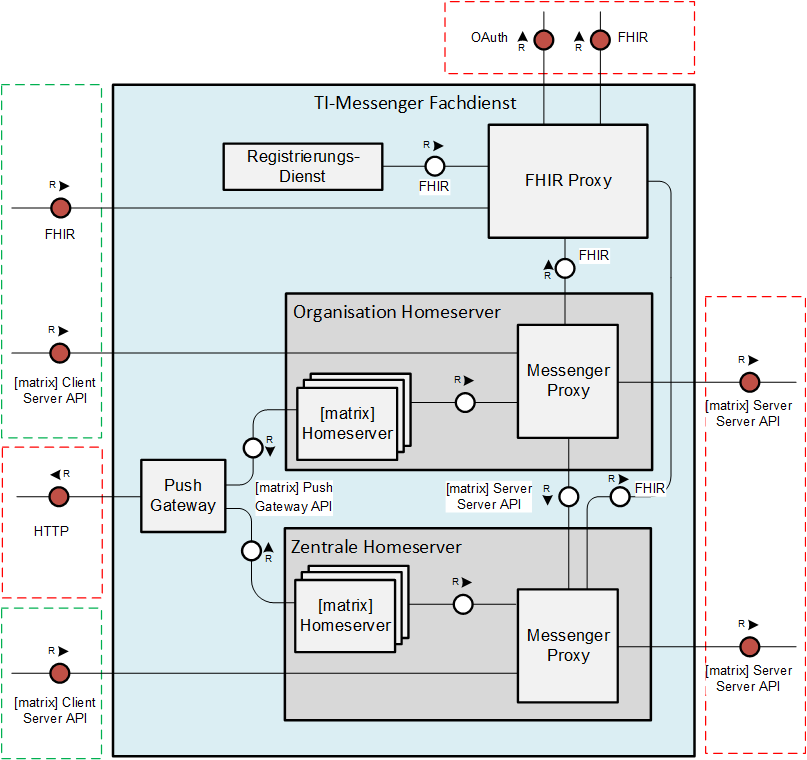 OAuth
R
R
FHIR
TI-Messenger Fachdienst
Registrierungs-
Dienst
R
FHIR
FHIR Proxy
R
FHIR
FHIR
R
Organisation Homeserver
R
[matrix] Client
Server API
Messenger
Proxy
R
[matrix]
Homeserver
R
[matrix] Server
Server API
R
[matrix] Push
Gateway API
R
HTTP
Push
Gateway
[matrix] Server
Server API
R
R
FHIR
R
Zentrale Homeserver
[matrix]
Homeserver
R
Messenger
Proxy
R
[matrix] Client
Server API
R
[matrix] Server
Server API